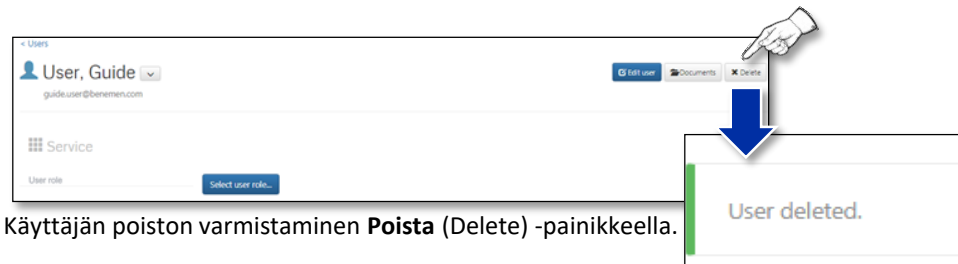 < Users
User, Guide
Edit user Documents Delete
guide.user@benemen.com
Service
User role
Select user role...
User deleted.
Käyttäjän poiston varmistaminen Poista (Delete) -painikkeella.